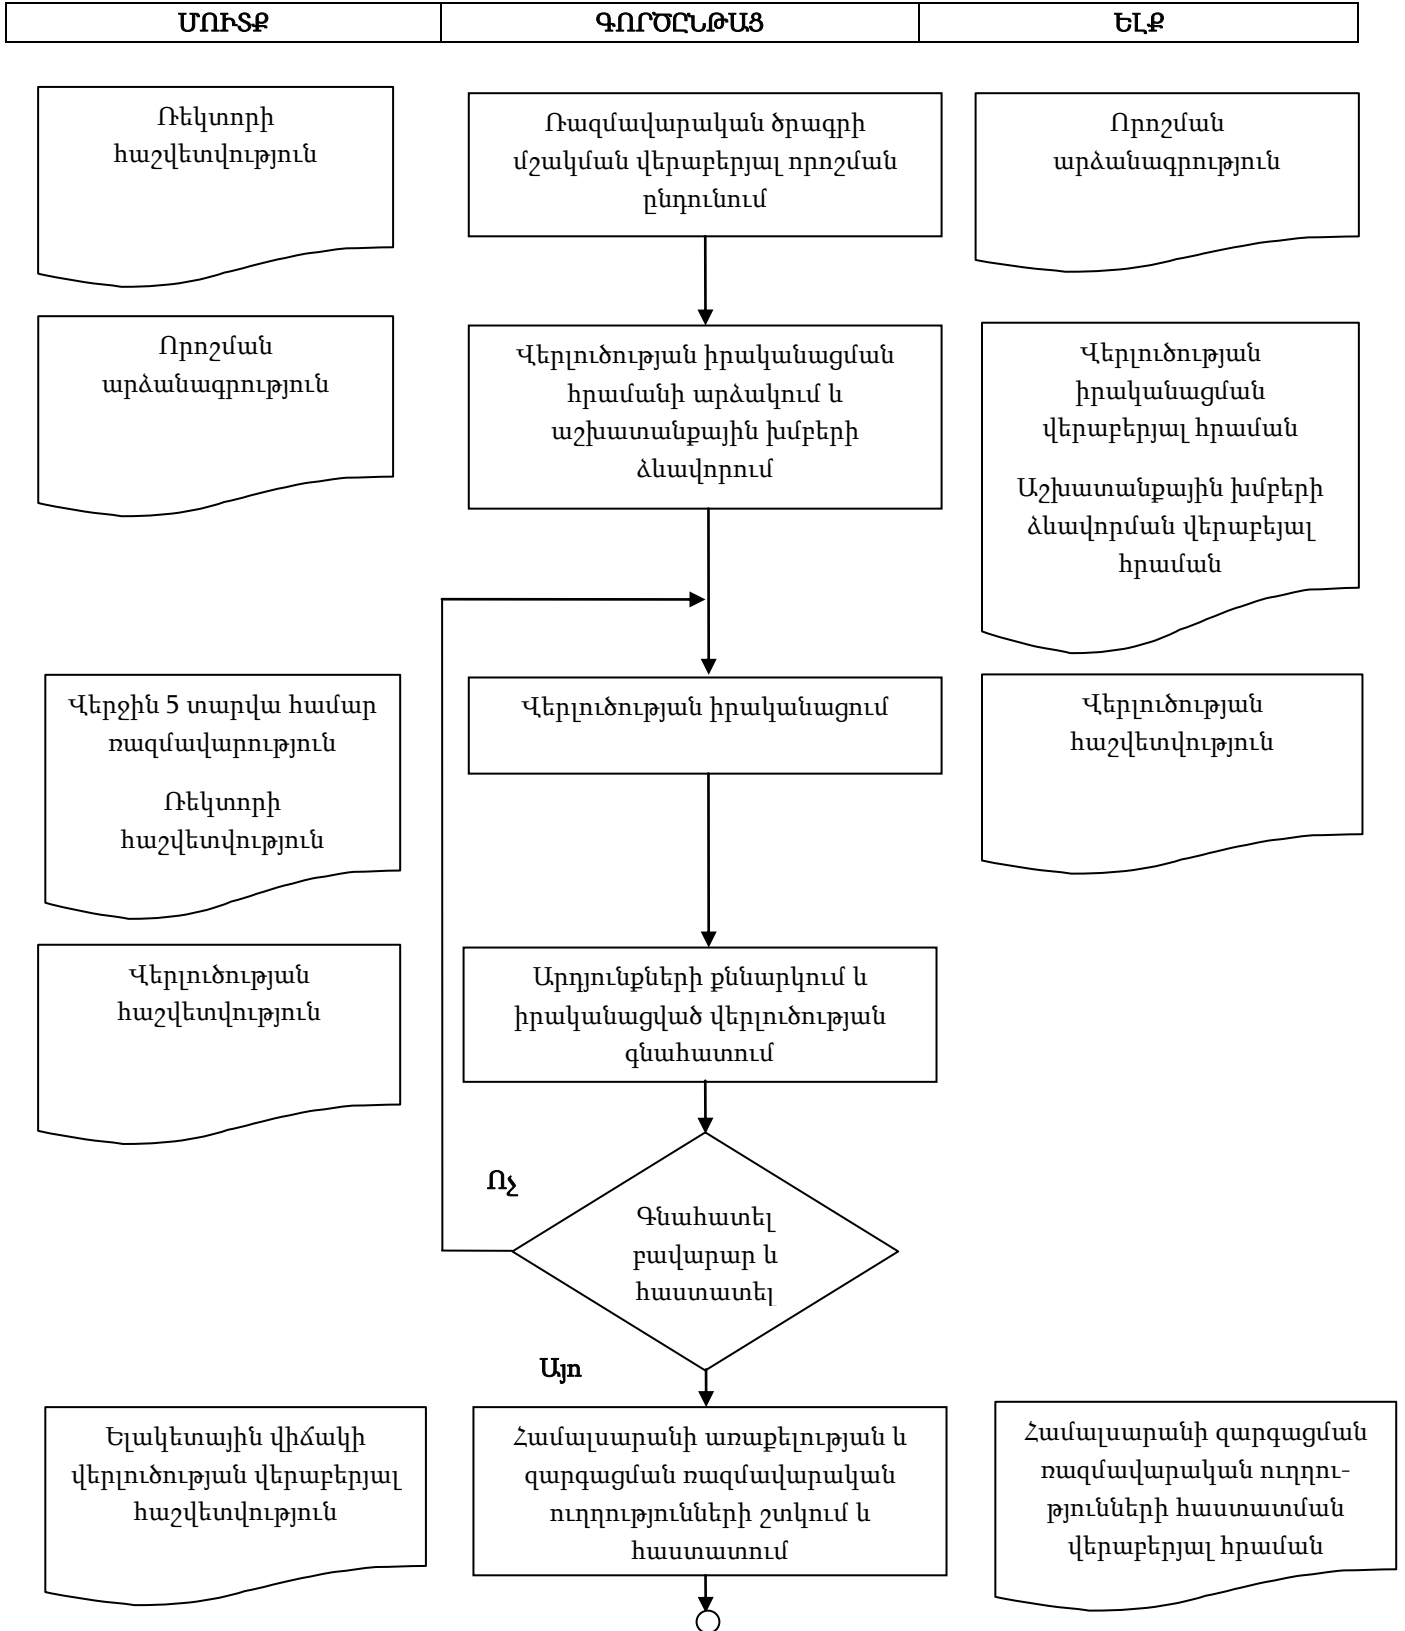 ՄՈՒՏՔ
ԳՈՐԾԸՆԹԱՑ
ԵԼՔ
Ռեկտորի
հաշվետվություն
Ռազմավարական ծրագրի
մշակման վերաբերյալ որոշման
ընդունում
Որոշման
արձանագրություն
Որոշման
արձանագրություն
Վերլուծության իրականացման
հրամանի արձակում և
աշխատանքային խմբերի
ձևավորում
Վերլուծության
իրականացման
վերաբերյալ հրաման
Աշխատանքային խմբերի
ձևավորման վերաբեյալ
հրաման
Վերջին 5 տարվա համար
ռազմավարություն
Ռեկտորի
հաշվետվություն
Վերլուծության իրականացում
Վերլուծության
հաշվետվություն
Վերլուծության
հաշվետվություն
Արդյունքների քննարկում և
իրականացված վերլուծության
գնահատում
Ոչ
Գնահատել
բավարար և
հաստատել
Այո
Ելակետային վիճակի
վերլուծության վերաբերյալ
հաշվետվություն
Համալսարանի առաքելության և
զարգացման ռազմավարական
ուղղությունների շտկում և
հաստատում
Համալսարանի զարգացման
ռազմավարական ուղղու-
թյունների հաստատման
վերաբերյալ հրաման